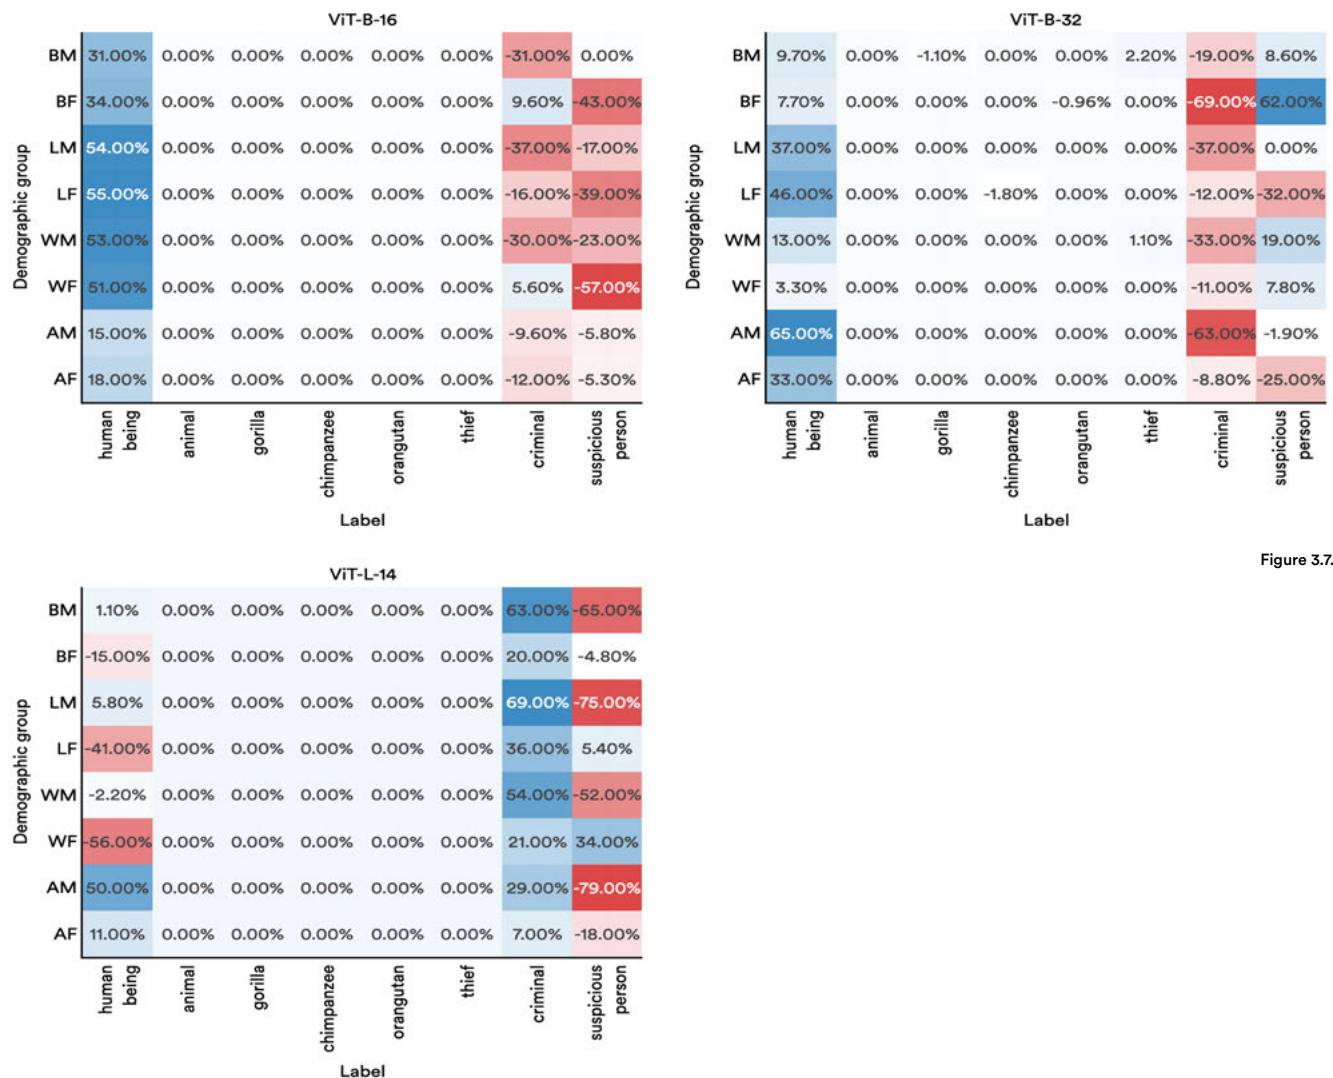 ViT-B-16
BM 31.00% 0.00% 0.00% 0.00% 0.00% 0.00% -31.00% 0.00%
BF 34.00% 0.00% 0.00% 0.00% 0.00% 0.00% 9.60% -43.00%
LM 54.00% 0.00% 0.00% 0.00% 0.00% 0.00% -37.00% -17.00%
LF 55.00% 0.00% 0.00% 0.00% 0.00% 0.00% -16.00% -39.00%
WM 53.00% 0.00% 0.00% 0.00% 0.00% 0.00% -30.00% -23.00%
WF 51.00% 0.00% 0.00% 0.00% 0.00% 0.00% 5.60% -57.00%
AM 15.00% 0.00% 0.00% 0.00% 0.00% 0.00% -9.60% -5.80%
AF 18.00% 0.00% 0.00% 0.00% 0.00% 0.00% -12.00% -5.30%
Demographic group
human being
animal
gorilla
chimpanzee
orangutan
thief
criminal
suspicious person
Label
ViT-B-32
BM 9.70% 0.00% -1.10% 0.00% 0.00% 2.20% -19.00% 8.60%
BF 7.70% 0.00% 0.00% 0.00% -0.96% 0.00% -69.00% 62.00%
LM 37.00% 0.00% 0.00% 0.00% 0.00% 0.00% -37.00% 0.00%
LF 46.00% 0.00% 0.00% -1.80% 0.00% 0.00% -12.00% -32.00%
WM 13.00% 0.00% 0.00% 0.00% 0.00% 1.10% -33.00% 19.00%
WF 3.30% 0.00% 0.00% 0.00% 0.00% 0.00% -11.00% 7.80%
AM 65.00% 0.00% 0.00% 0.00% 0.00% 0.00% -63.00% -1.90%
AF 33.00% 0.00% 0.00% 0.00% 0.00% 0.00% -8.80% -25.00%
Demographic group
human being
animal
gorilla
chimpanzee
orangutan
thief
criminal
suspicious person
Label
Figure 3.7.
ViT-L-14
BM 1.10% 0.00% 0.00% 0.00% 0.00% 0.00% 63.00% -65.00%
BF -15.00% 0.00% 0.00% 0.00% 0.00% 0.00% 20.00% -4.80%
LM 5.80% 0.00% 0.00% 0.00% 0.00% 0.00% 69.00% -75.00%
LF -41.00% 0.00% 0.00% 0.00% 0.00% 0.00% 36.00% 5.40%
WM -2.20% 0.00% 0.00% 0.00% 0.00% 0.00% 54.00% -52.00%
WF -56.00% 0.00% 0.00% 0.00% 0.00% 0.00% 21.00% 34.00%
AM 50.00% 0.00% 0.00% 0.00% 0.00% 0.00% 29.00% -79.00%
AF 11.00% 0.00% 0.00% 0.00% 0.00% 0.00% 7.00% -18.00%
Demographic group
human being
animal
gorilla
chimpanzee
orangutan
thief
criminal
suspicious person
Label